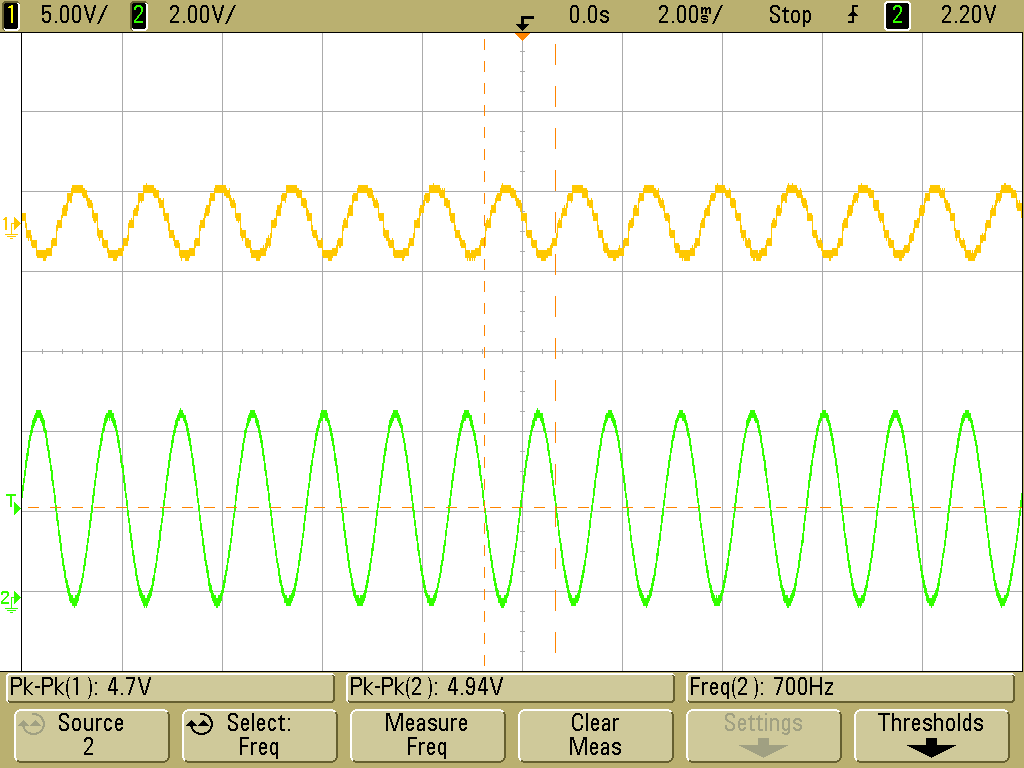 1 5.00V/ 2 2.00V/ 0.0s 2.00ms/ Stop 2 2.20V
1
T
2
Pk-Pk(1): 4.7V Pk-Pk(2): 4.94V Freq(2): 700Hz
Source Select: Measure Clear Settings Thresholds
2 Freq Freq Meas